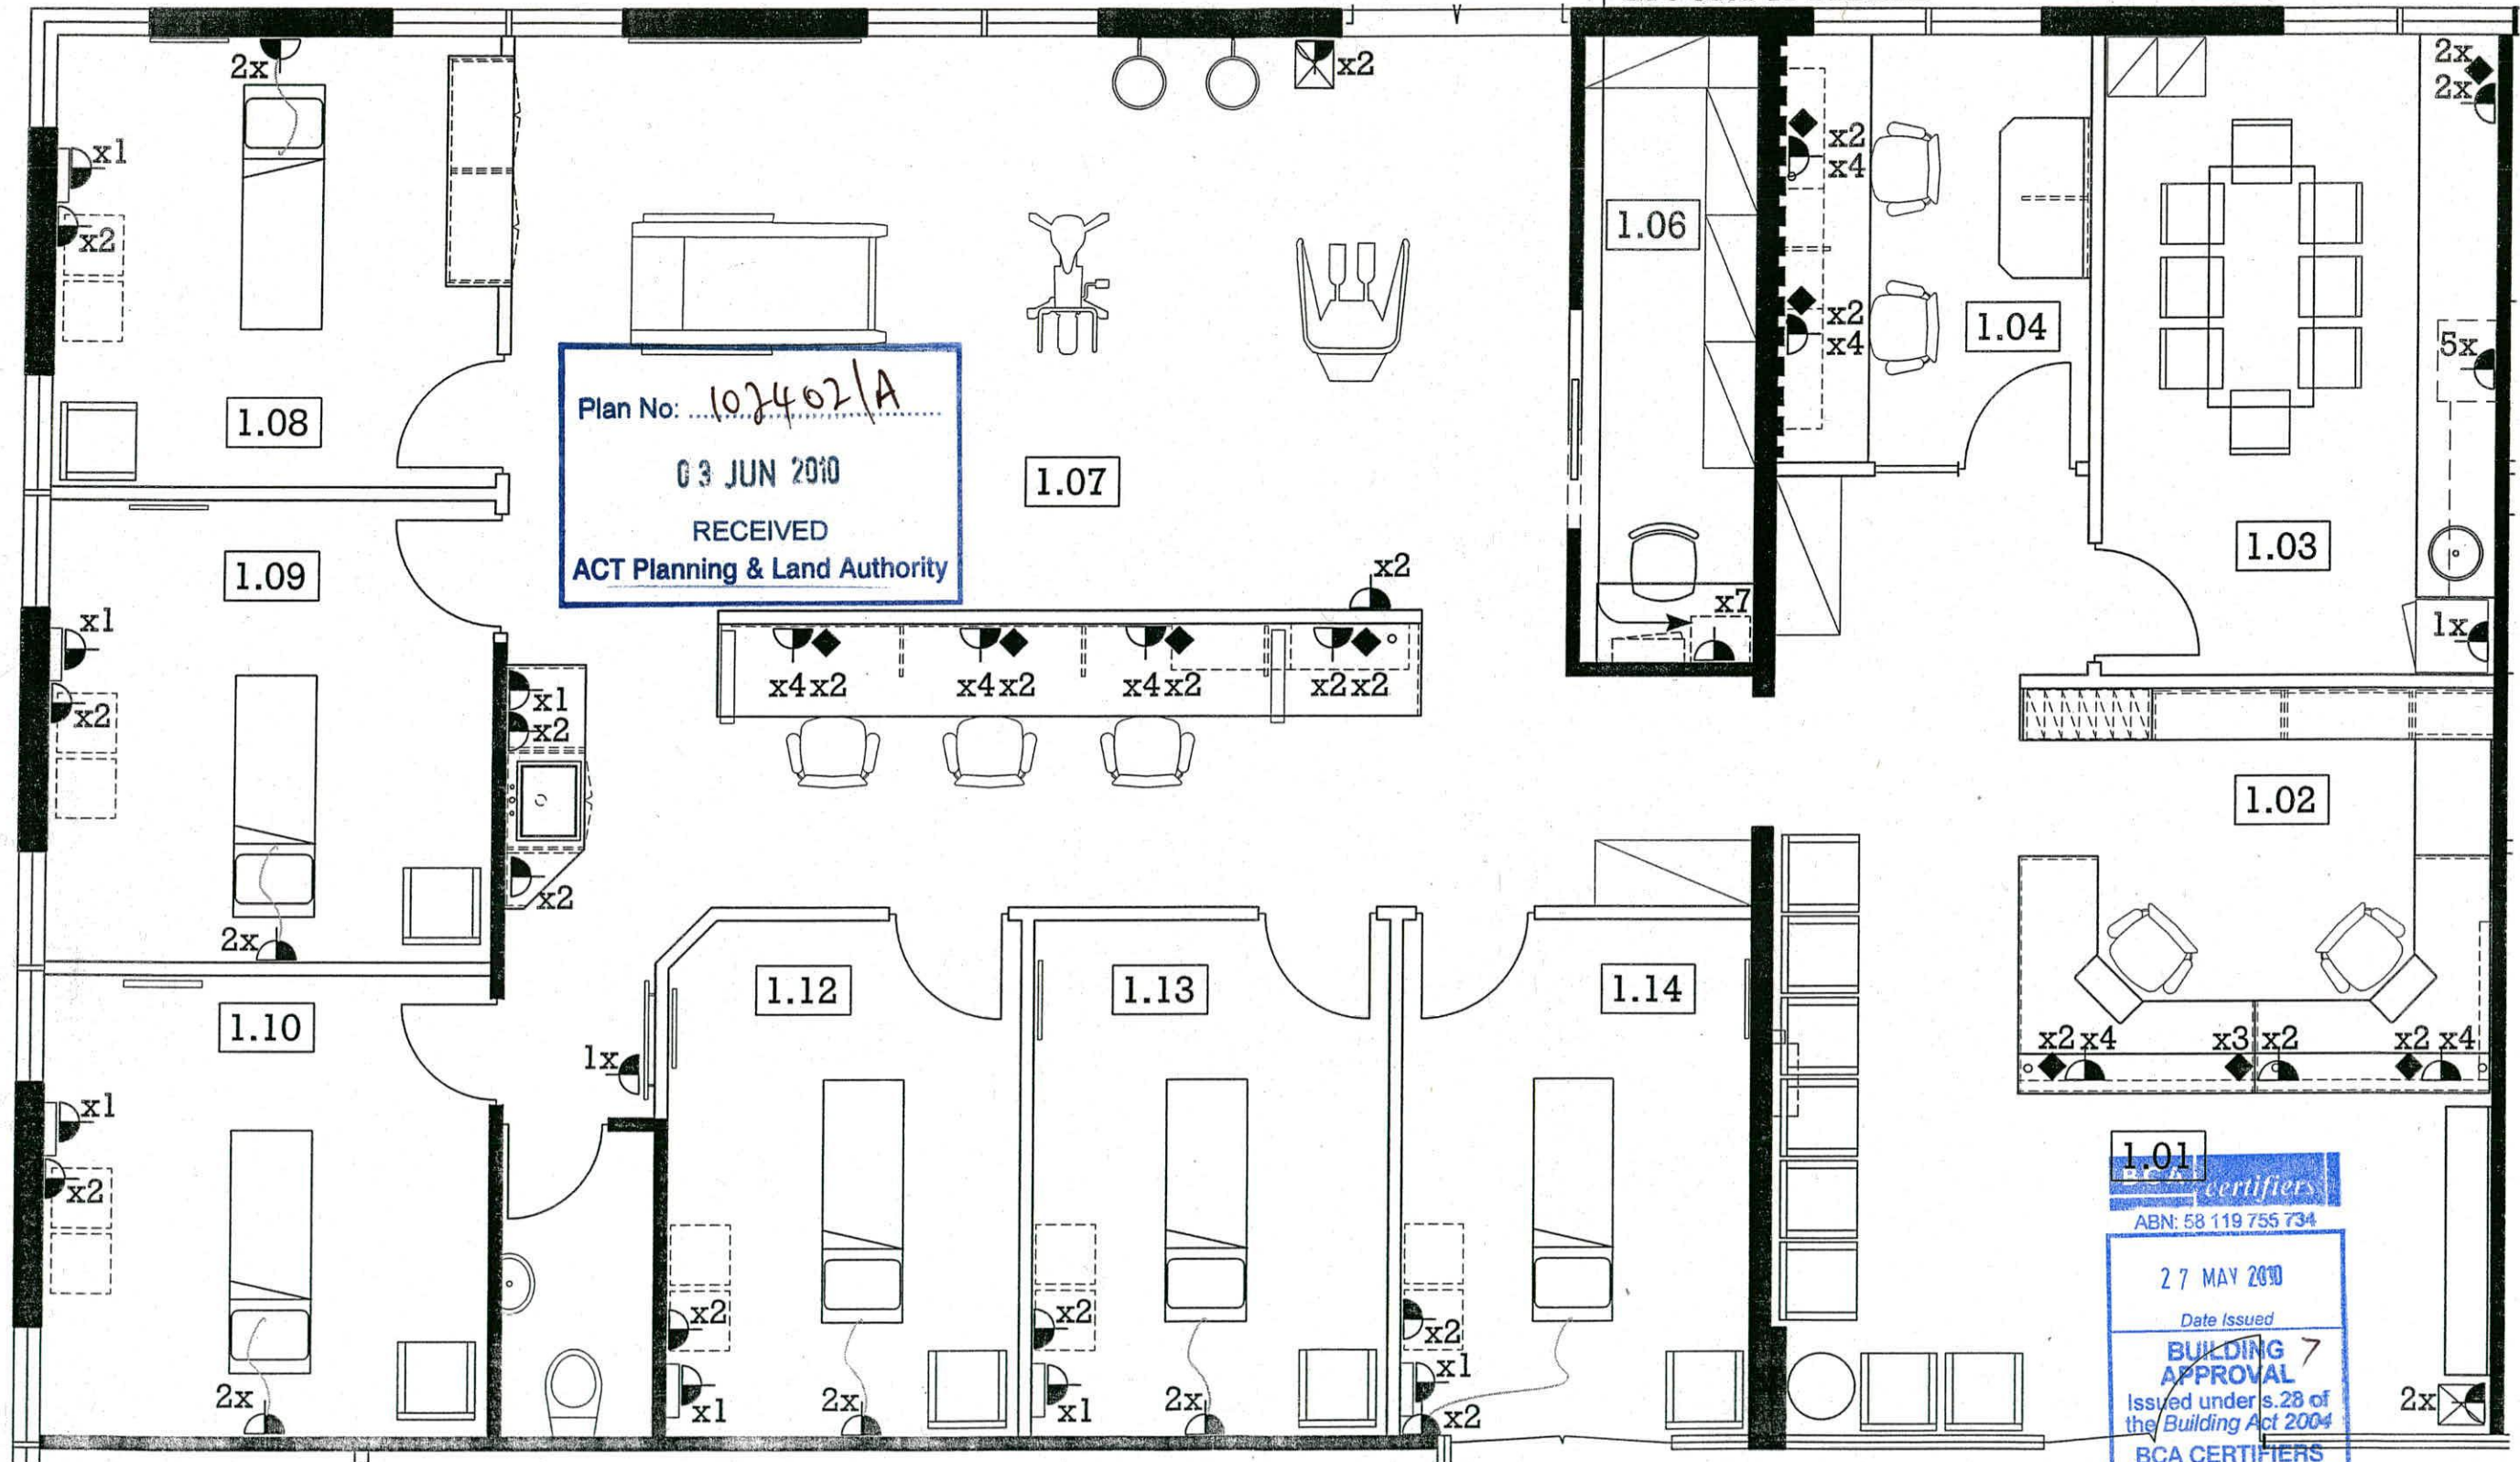 2x
x2
2x
2x
x1
x2
x4
x2
1.06
x2
x4
1.04
5x
1.08
Plan No: 107402/A
03 JUN 2010
RECEIVED
ACT Planning & Land Authority
1.07
1.03
1.09
x2
x7
x1
1x
x2
x4x2
x4x2
x4x2
x2x2
x1
x2
1.02
x2
2x
1.12
1.13
1.14
1.10
1x
x2 x4
x3 x2
x2 x4
x1
x2
1.01
BCA certifiers
ABN: 58 119 755 734
27 MAY 2010
Date Issued
BUILDING 7
APPROVAL
Issued under s.28 of
the Building Act 2004
BCA CERTIFIERS
x2
x2
x2
x1
2x
2x
x1
2x
x1
2x
x2